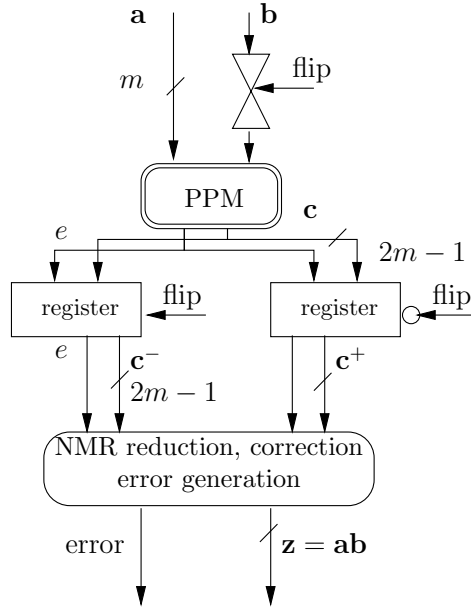 a
b
m
flip
PPM
c
e
2m − 1
register
flip
register
flip
e
c⁻
c⁺
2m − 1
NMR reduction, correction
error generation
error
z = ab